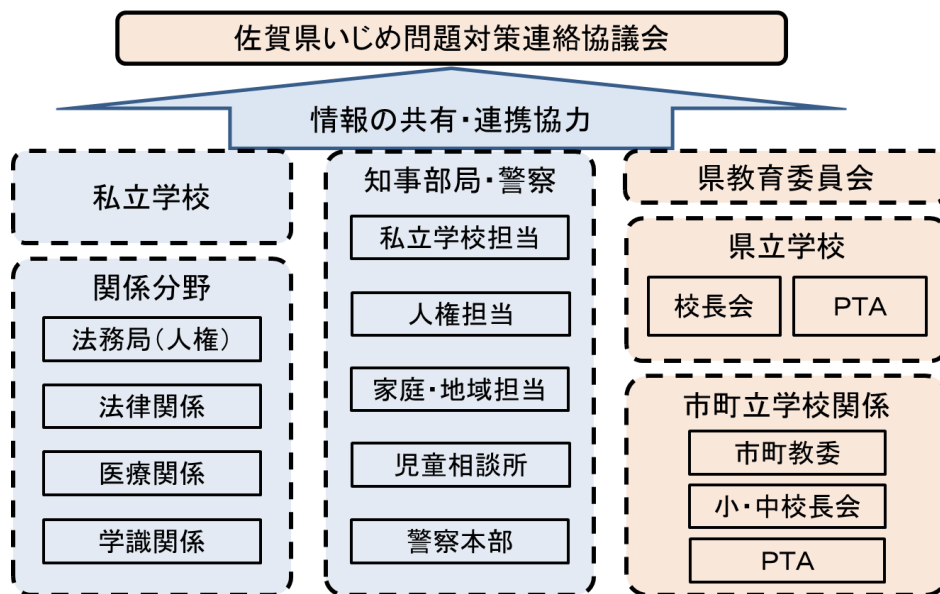 佐賀県いじめ問題対策連絡協議会
情報の共有・連携協力
私立学校
関係分野
法務局（人権）
法律関係
医療関係
学識関係
知事部局・警察
私立学校担当
人権担当
家庭・地域担当
児童相談所
警察本部
県教育委員会
県立学校
校長会
PTA
市町立学校関係
市町教委
小・中校長会
PTA